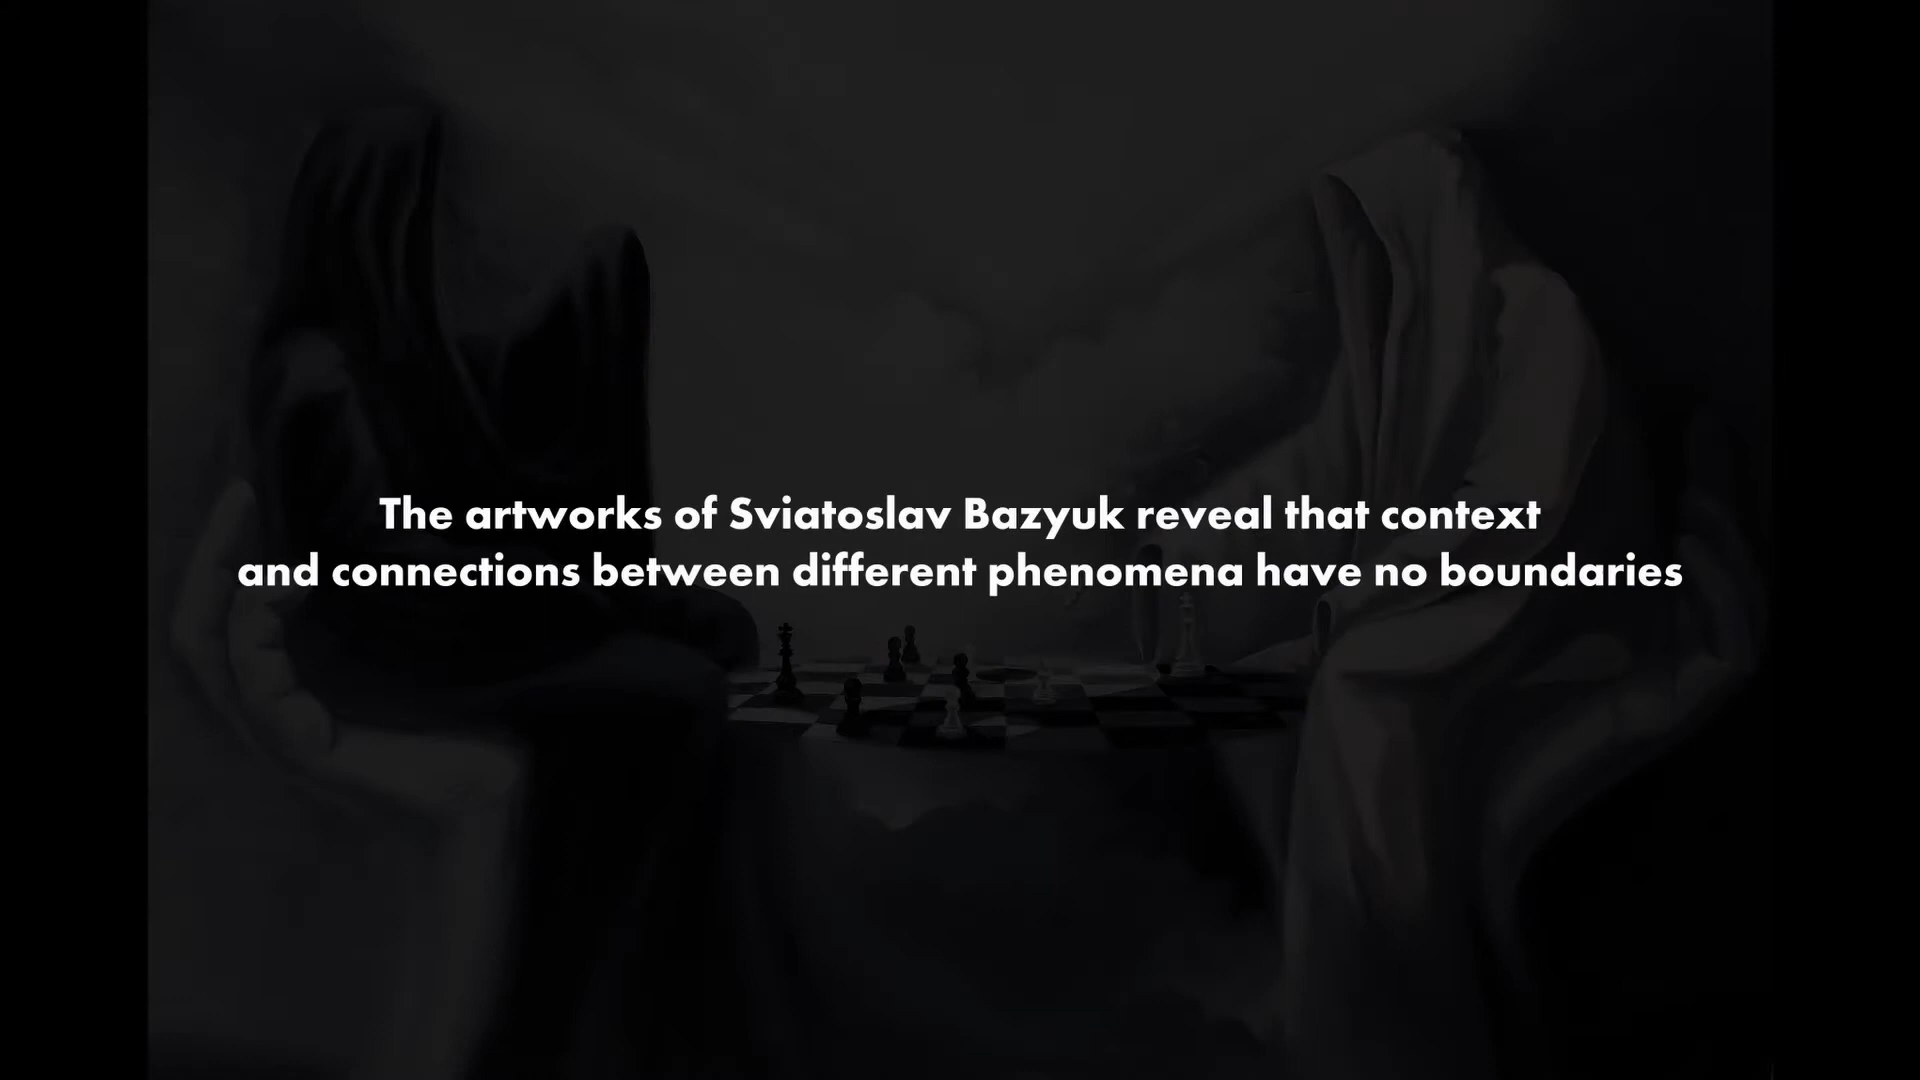 The artworks of Sviatoslav Bazyuk reveal that context
and connections between different phenomena have no boundaries